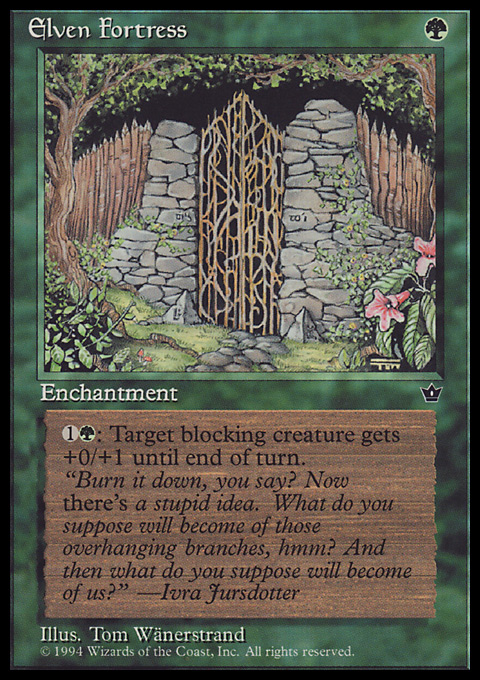 Elven Fortress
Enchantment
1: Target blocking creature gets
+0/+1 until end of turn.
“Burn it down, you say? Now
there’s a stupid idea. What do you
suppose will become of those
overhanging branches, hmm? And
then what do you suppose will become
of us?” —Ivra Jursdotter
Illus. Tom Wänerstrand
© 1994 Wizards of the Coast, Inc. All rights reserved.